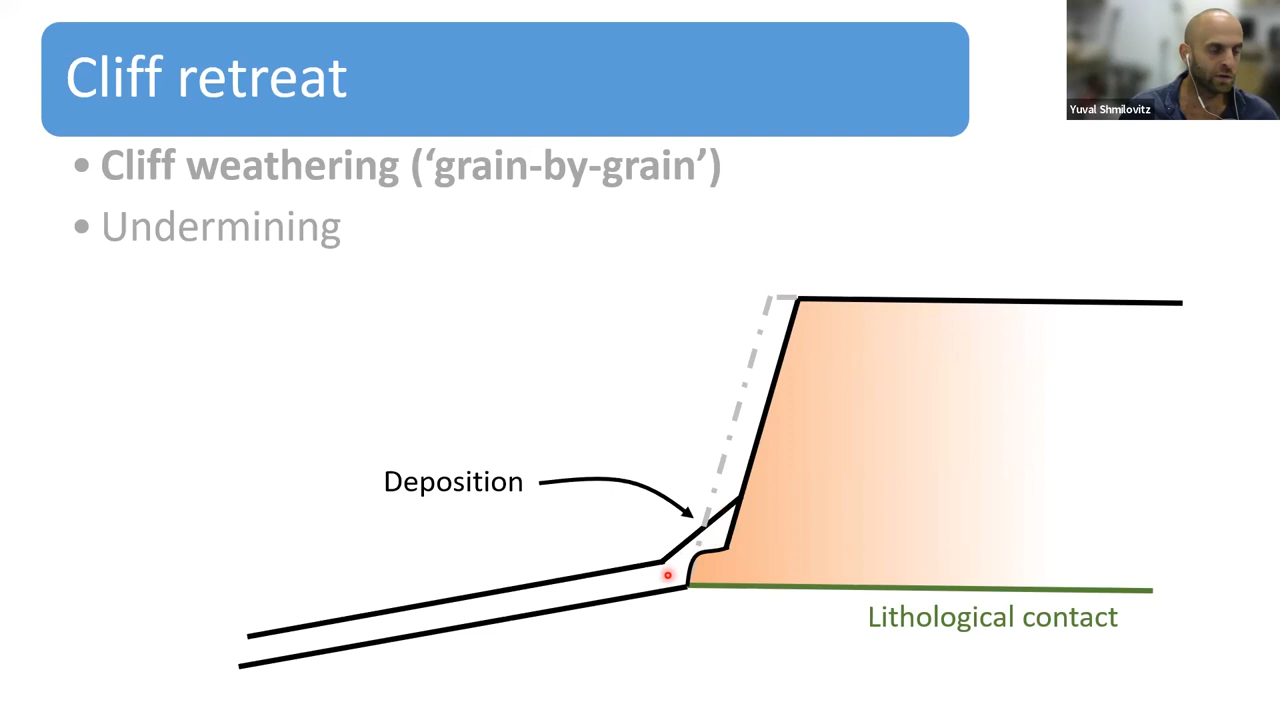 Cliff retreat
Yuval Shmilovitz
• Cliff weathering (‘grain-by-grain’)
• Undermining
Deposition
Lithological contact